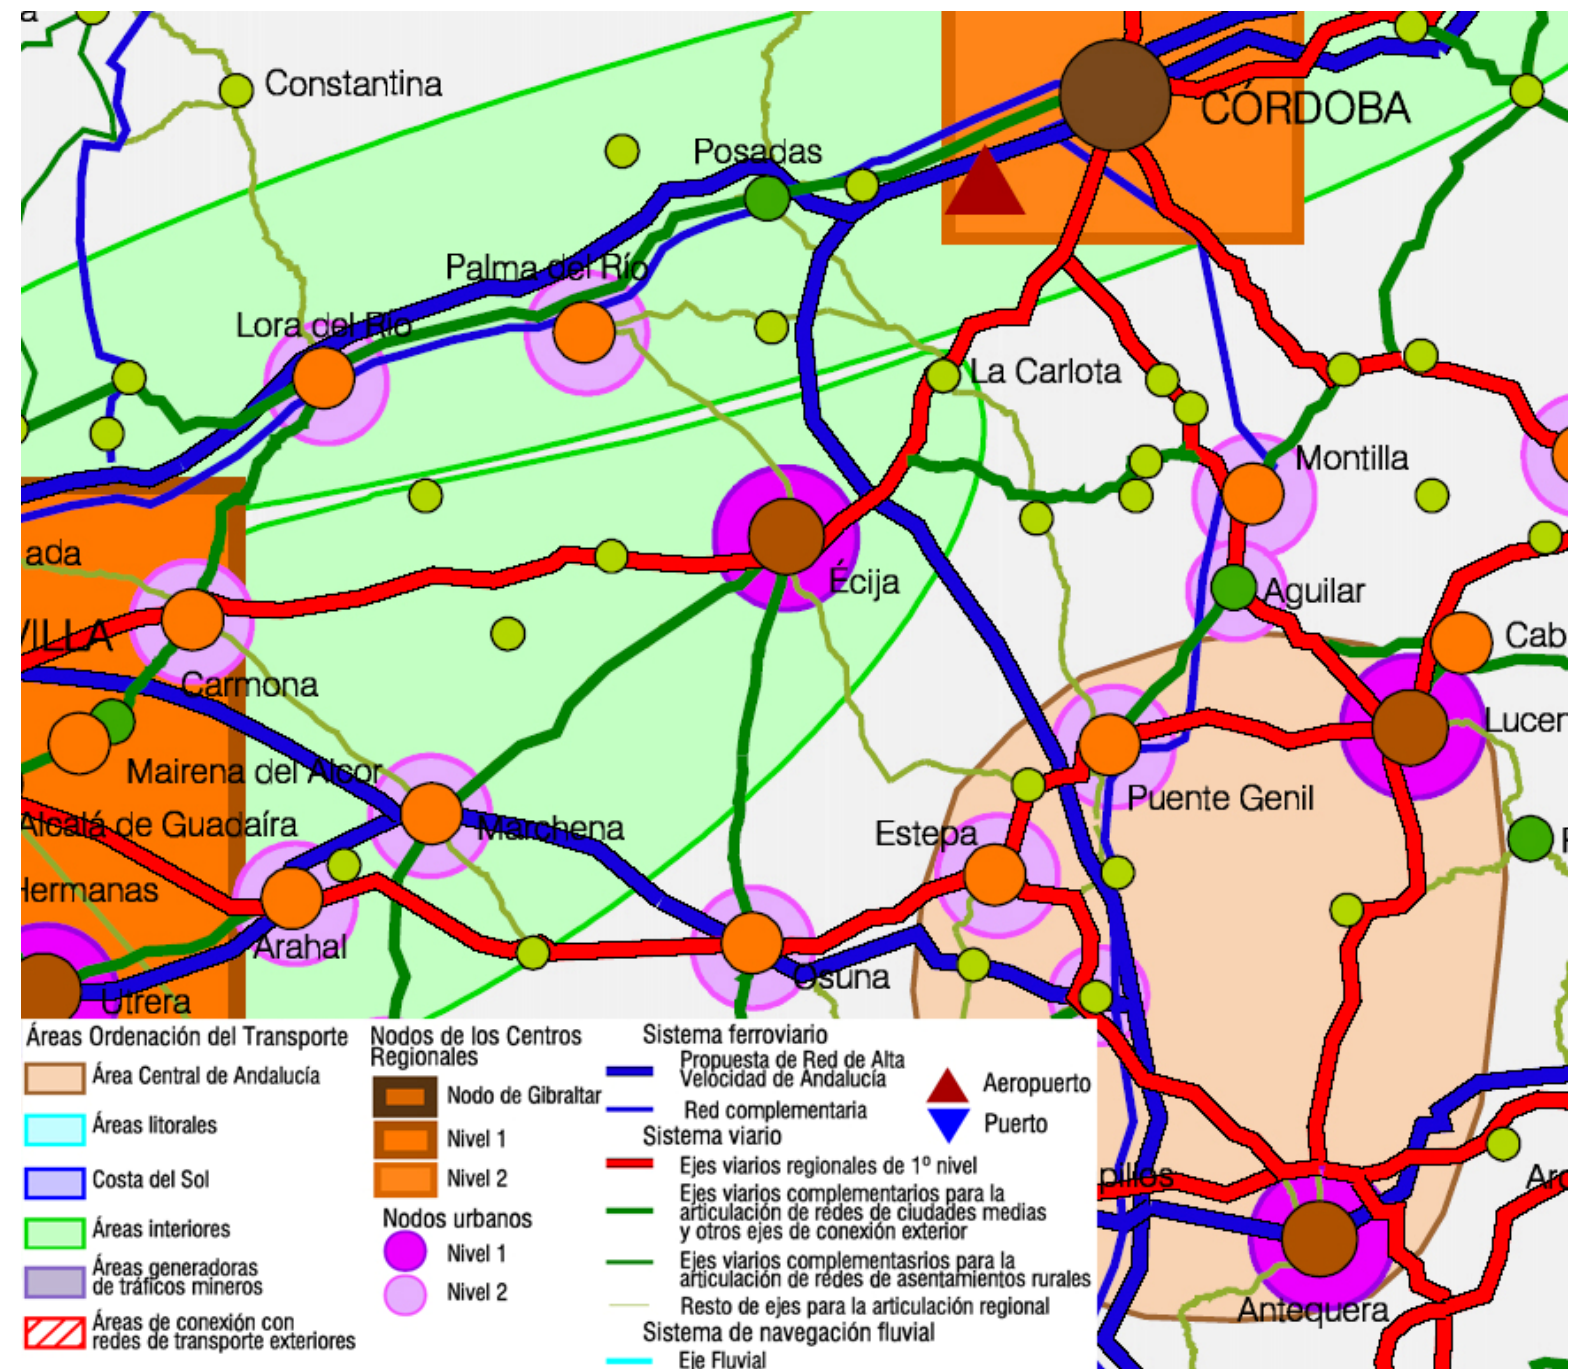 a
Constantina
CÓRDOBA
Posadas
Palma del Río
Lora del Río
La Carlota
Montilla
ada
Écija
Aguilar
VILLA
Cab
Carmona
Lucer
Mairena del Alcor
Puente Genil
Alcalá de Guadaíra
Marchena
Estepa
Hermanas
Arahal
Osuna
Utrera
pillos
Arc
Antequera
Áreas Ordenación del Transporte
Área Central de Andalucía
Áreas litorales
Costa del Sol
Áreas interiores
Áreas generadoras
de tráficos mineros
Áreas de conexión con
redes de transporte exteriores
Nodos de los Centros
Regionales
Nodo de Gibraltar
Nivel 1
Nivel 2
Nodos urbanos
Nivel 1
Nivel 2
Sistema ferroviario
Propuesta de Red de Alta
Velocidad de Andalucía
Red complementaria
Sistema viario
Ejes viarios regionales de 1º nivel
Ejes viarios complementarios para la
articulación de redes de ciudades medias
y otros ejes de conexión exterior
Ejes viarios complementasrios para la
articulación de redes de asentamientos rurales
Resto de ejes para la articulación regional
Sistema de navegación fluvial
Eje Fluvial
Aeropuerto
Puerto